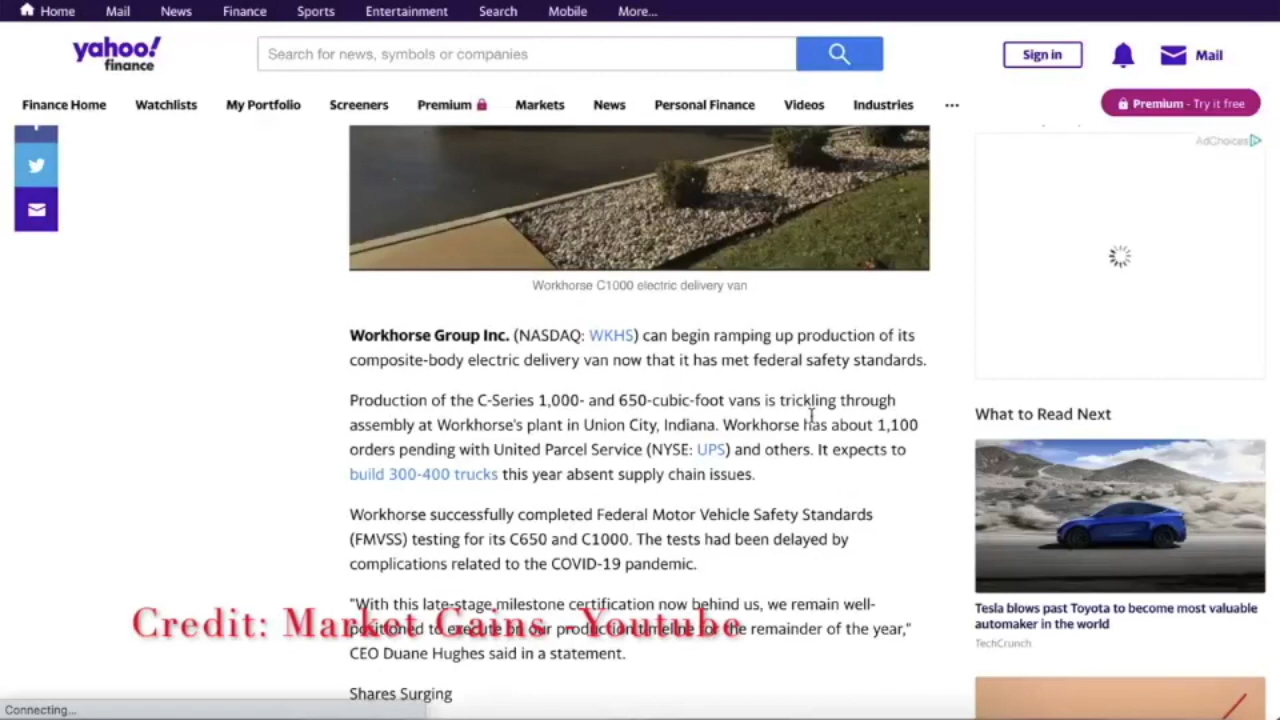 Home Mail News Finance Sports Entertainment Search Mobile More...
yahoo!
finance
Search for news, symbols or companies
Sign in
Mail
Finance Home Watchlists My Portfolio Screeners Premium Markets News Personal Finance Videos Industries ...
Premium - Try it free
AdChoices
Workhorse C1000 electric delivery van
Workhorse Group Inc. (NASDAQ: WKHS) can begin ramping up production of its
composite-body electric delivery van now that it has met federal safety standards.
Production of the C-Series 1,000- and 650-cubic-foot vans is trickling through
assembly at Workhorse's plant in Union City, Indiana. Workhorse has about 1,100
orders pending with United Parcel Service (NYSE: UPS) and others. It expects to
build 300-400 trucks this year absent supply chain issues.
Workhorse successfully completed Federal Motor Vehicle Safety Standards
(FMVSS) testing for its C650 and C1000. The tests had been delayed by
complications related to the COVID-19 pandemic.
"With this late-stage milestone certification now behind us, we remain well-
positioned to execute on our production timeline for the remainder of the year,"
CEO Duane Hughes said in a statement.
Credit: Market Gains -Youtube
Shares Surging
What to Read Next
Tesla blows past Toyota to become most valuable
automaker in the world
TechCrunch
Connecting...